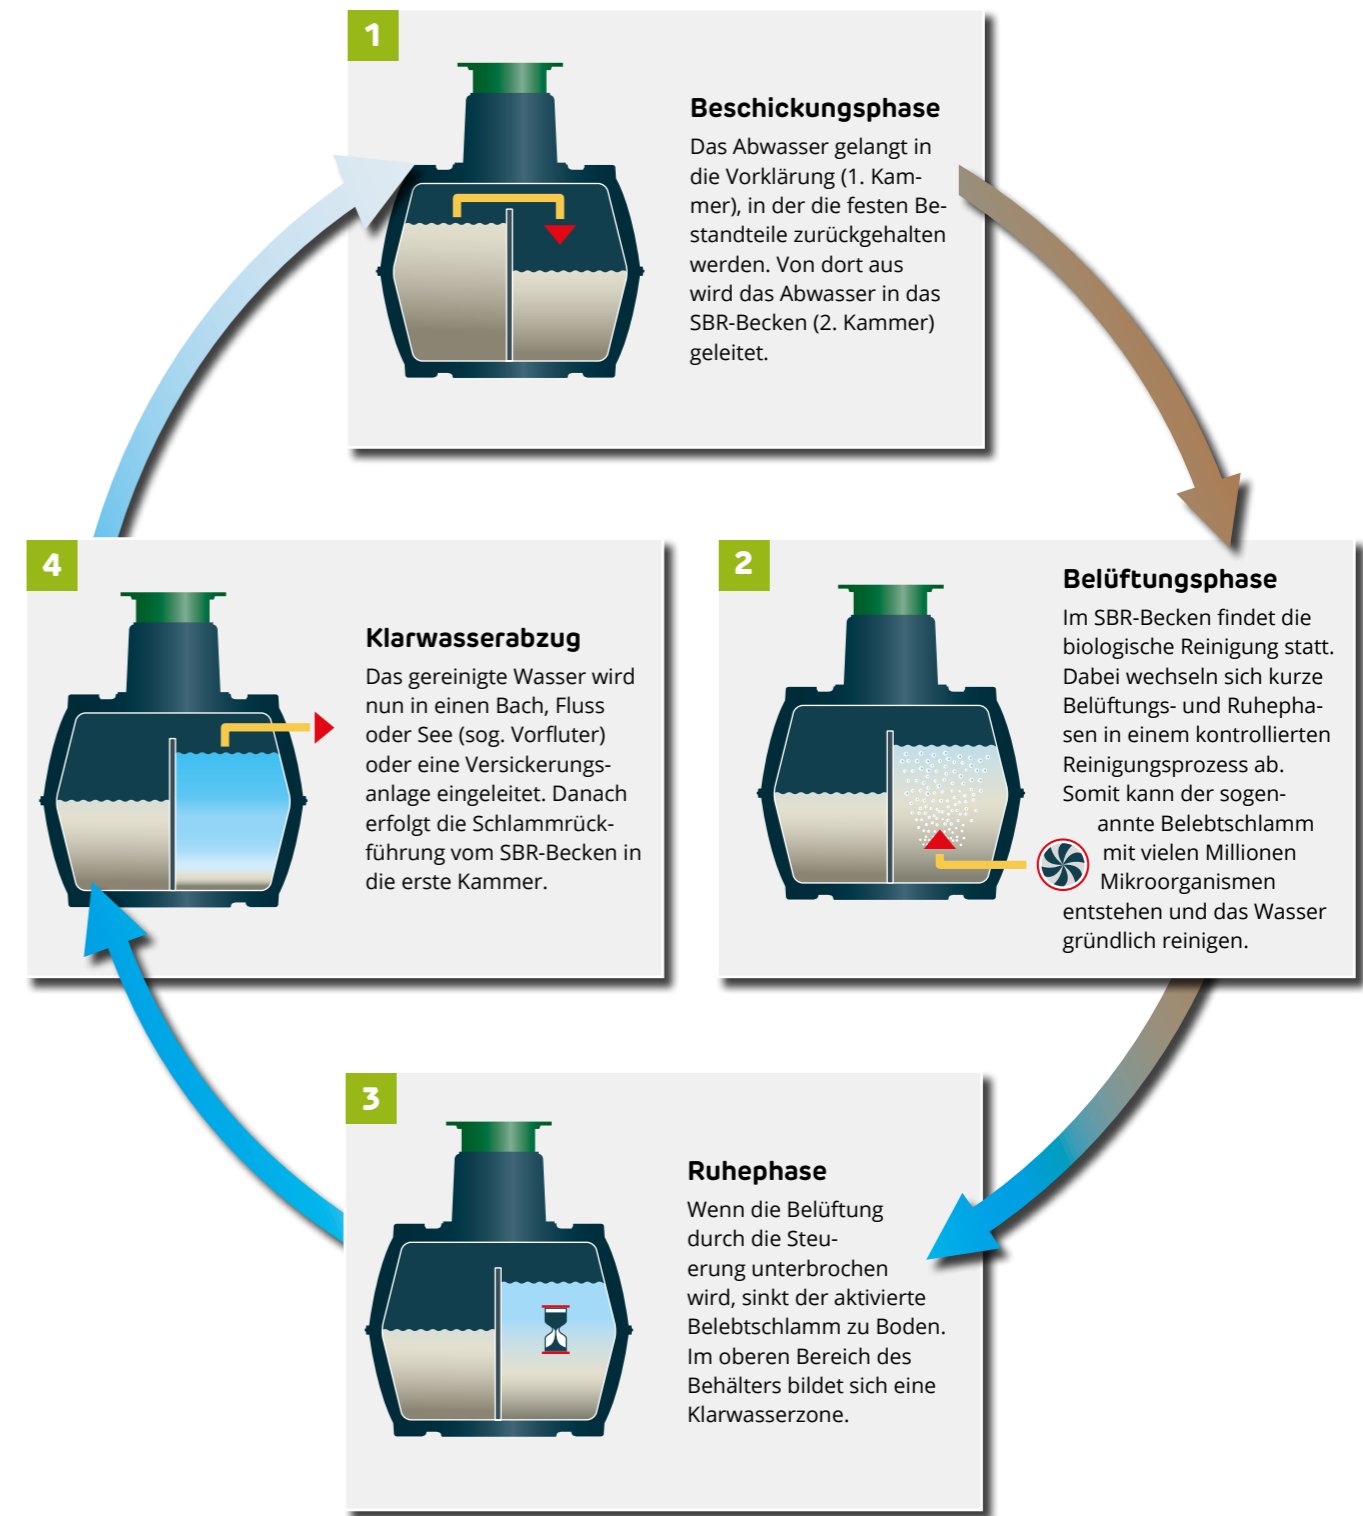 1
Beschickungsphase
Das Abwasser gelangt in
die Vorklärung (1. Kam-
mer), in der die festen Be-
standteile zurückgehalten
werden. Von dort aus
wird das Abwasser in das
SBR-Becken (2. Kammer)
geleitet.
2
Belüftungsphase
Im SBR-Becken findet die
biologische Reinigung statt.
Dabei wechseln sich kurze
Belüftungs- und Ruhepha-
sen in einem kontrollierten
Reinigungsprozess ab.
Somit kann der sogen-
annte Belebtschlamm
mit vielen Millionen
Mikroorganismen
entstehen und das Wasser
gründlich reinigen.
3
Ruhephase
Wenn die Belüftung
durch die Steu-
erung unterbrochen
wird, sinkt der aktivierte
Belebtschlamm zu Boden.
Im oberen Bereich des
Behälters bildet sich eine
Klarwasserzone.
4
Klarwasserabzug
Das gereinigte Wasser wird
nun in einen Bach, Fluss
oder See (sog. Vorfluter)
oder eine Versickerungs-
anlage eingeleitet. Danach
erfolgt die Schlammrück-
führung vom SBR-Becken in
die erste Kammer.